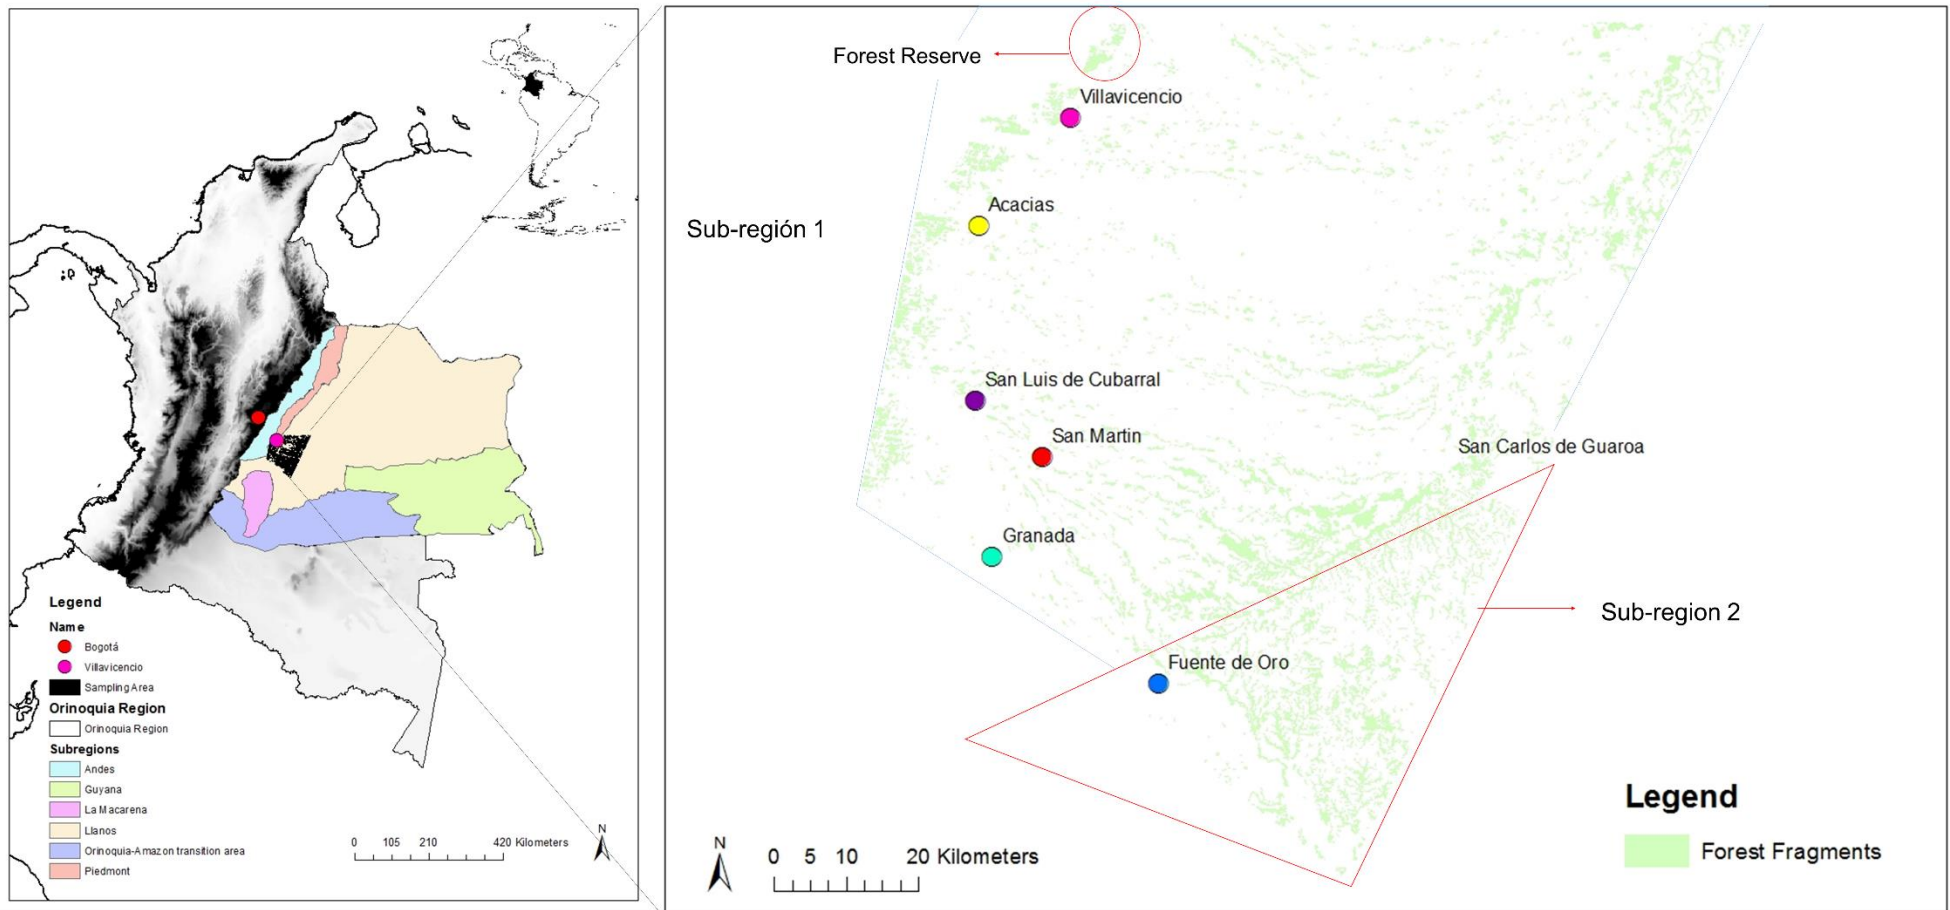 Legend
Name
Bogotá
Villavicencio
Sampling Area
Orinoquia Region
Orinoquia Region
Subregions
Andes
Guyana
La Macarena
Llanos
Orinoquia-Amazon transition area
Piedmont
0 105 210 420 Kilometers
N
Forest Reserve
Villavicencio
Acacias
Sub-región 1
San Luis de Cubarral
San Martin
San Carlos de Guaroa
Granada
Sub-region 2
Fuente de Oro
Legend
Forest Fragments
N
0 5 10 20 Kilometers